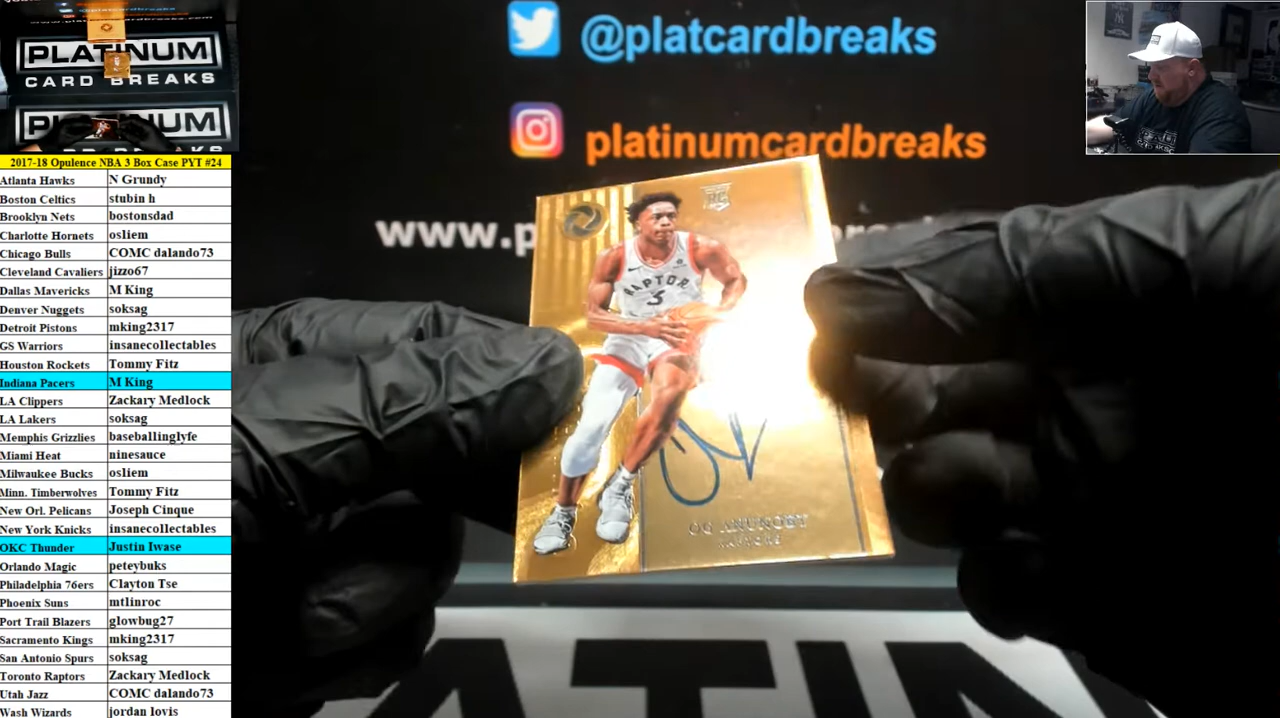 PLATINUM
CARD BREAKS
2017-18 Opulence NBA 3 Box Case PYT #24
Atlanta Hawks N Grundy
Boston Celtics stubin h
Brooklyn Nets bostonsdad
Charlotte Hornets osliem
Chicago Bulls COMC dalando73
Cleveland Cavaliers jizzo67
Dallas Mavericks M King
Denver Nuggets soksag
Detroit Pistons mking2317
GS Warriors insanecollectables
Houston Rockets Tommy Fitz
Indiana Pacers M King
LA Clippers Zackary Medlock
LA Lakers soksag
Memphis Grizzlies baseballinglyfe
Miami Heat ninesauce
Milwaukee Bucks osliem
Minn. Timberwolves Tommy Fitz
New Orl. Pelicans Joseph Cinque
New York Knicks insanecollectables
OKC Thunder Justin Iwase
Orlando Magic peteybuks
Philadelphia 76ers Clayton Tse
Phoenix Suns mtlinroc
Port Trail Blazers glowbug27
Sacramento Kings mking2317
San Antonio Spurs soksag
Toronto Raptors Zackary Medlock
Utah Jazz COMC dalando73
Wash Wizards jordan lovis
@platcardbreaks
platinumcardbreaks
www.p
RC
RAPTOR
3
OG ANUNOBY
RAPTORS